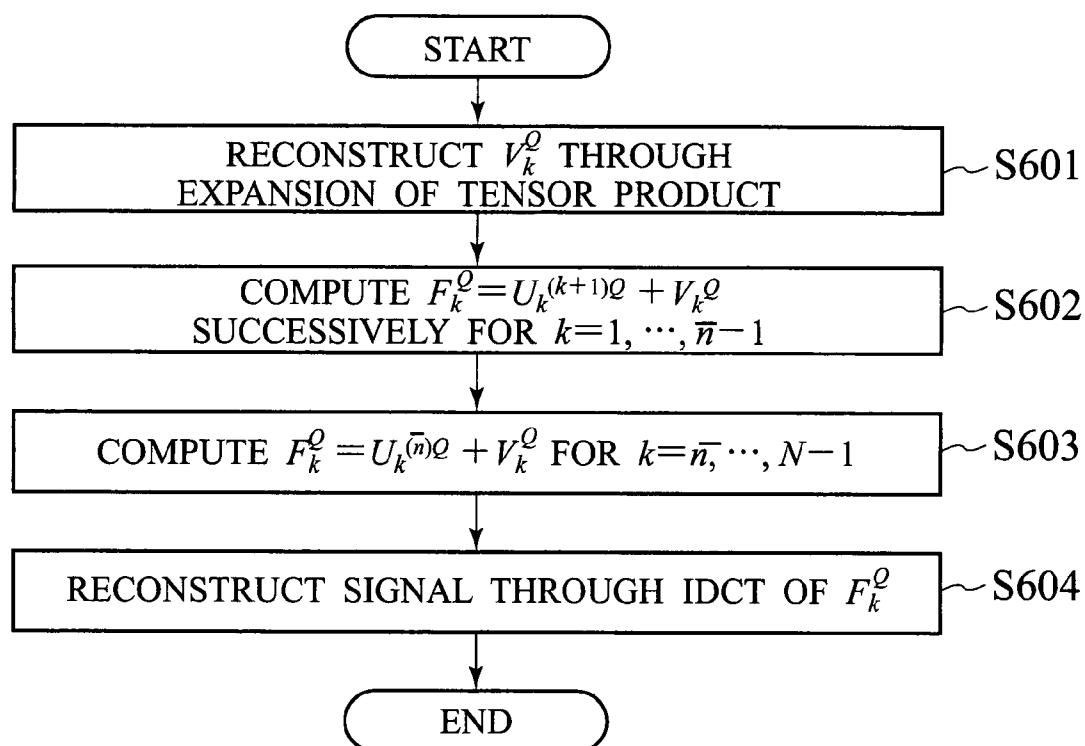 START
RECONSTRUCT V_k^Q THROUGH
EXPANSION OF TENSOR PRODUCT
S601
COMPUTE F_k^Q = U_k^{(k+1)Q} + V_k^Q
SUCCESSIVELY FOR k=1, ⋯, n̄−1
S602
COMPUTE F_k^Q = U_k^{(n̄)Q} + V_k^Q FOR k=n̄, ⋯, N−1
S603
RECONSTRUCT SIGNAL THROUGH IDCT OF F_k^Q
S604
END